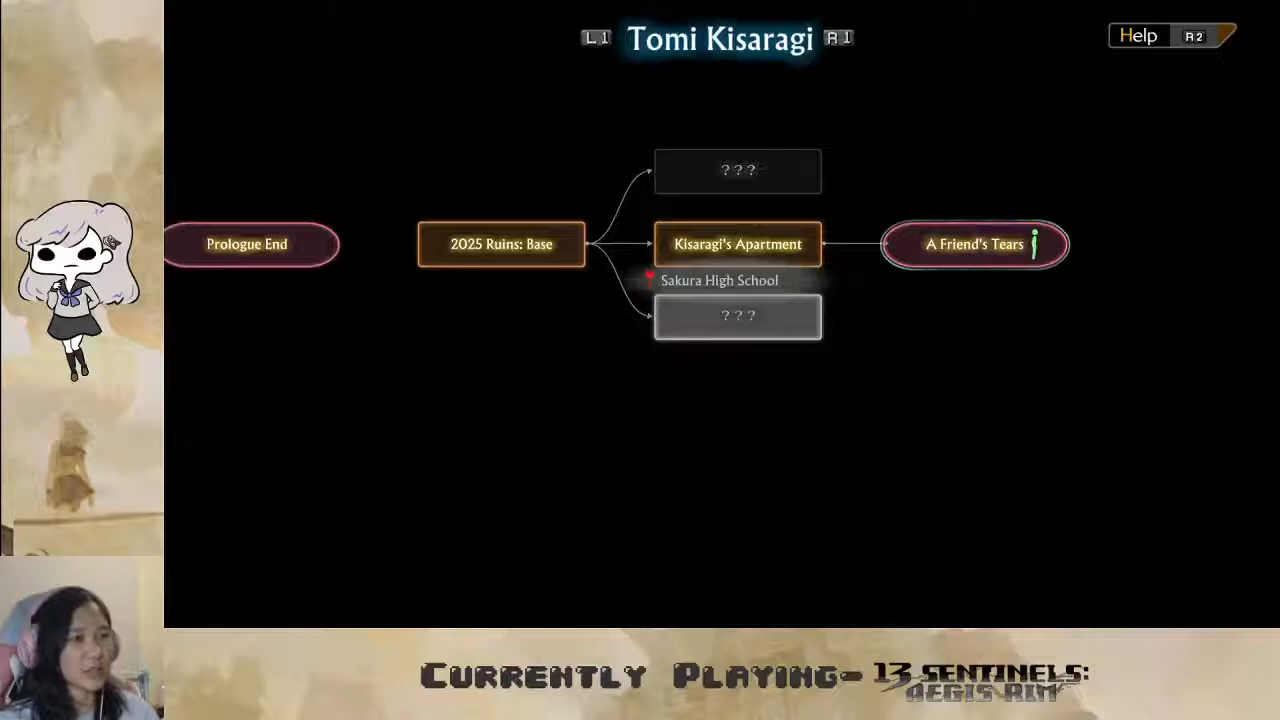 L1 Tomi Kisaragi R1
Help R2
???
Prologue End
2025 Ruins: Base
Kisaragi's Apartment
A Friend's Tears
Sakura High School
???
Currently Playing- 13 SENTINELS:
AEGIS RIM